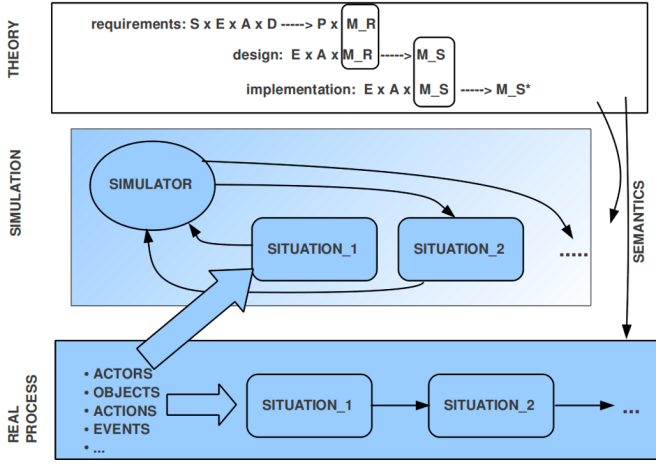 THEORY
requirements: S x E x A x D -----> P x M_R
design: E x A x M_R -----> M_S
implementation: E x A x M_S -----> M_S*
SIMULATION
SIMULATOR
SITUATION_1
SITUATION_2
.....
SEMANTICS
REAL
PROCESS
• ACTORS
• OBJECTS
• ACTIONS
• EVENTS
• ...
SITUATION_1
SITUATION_2
...